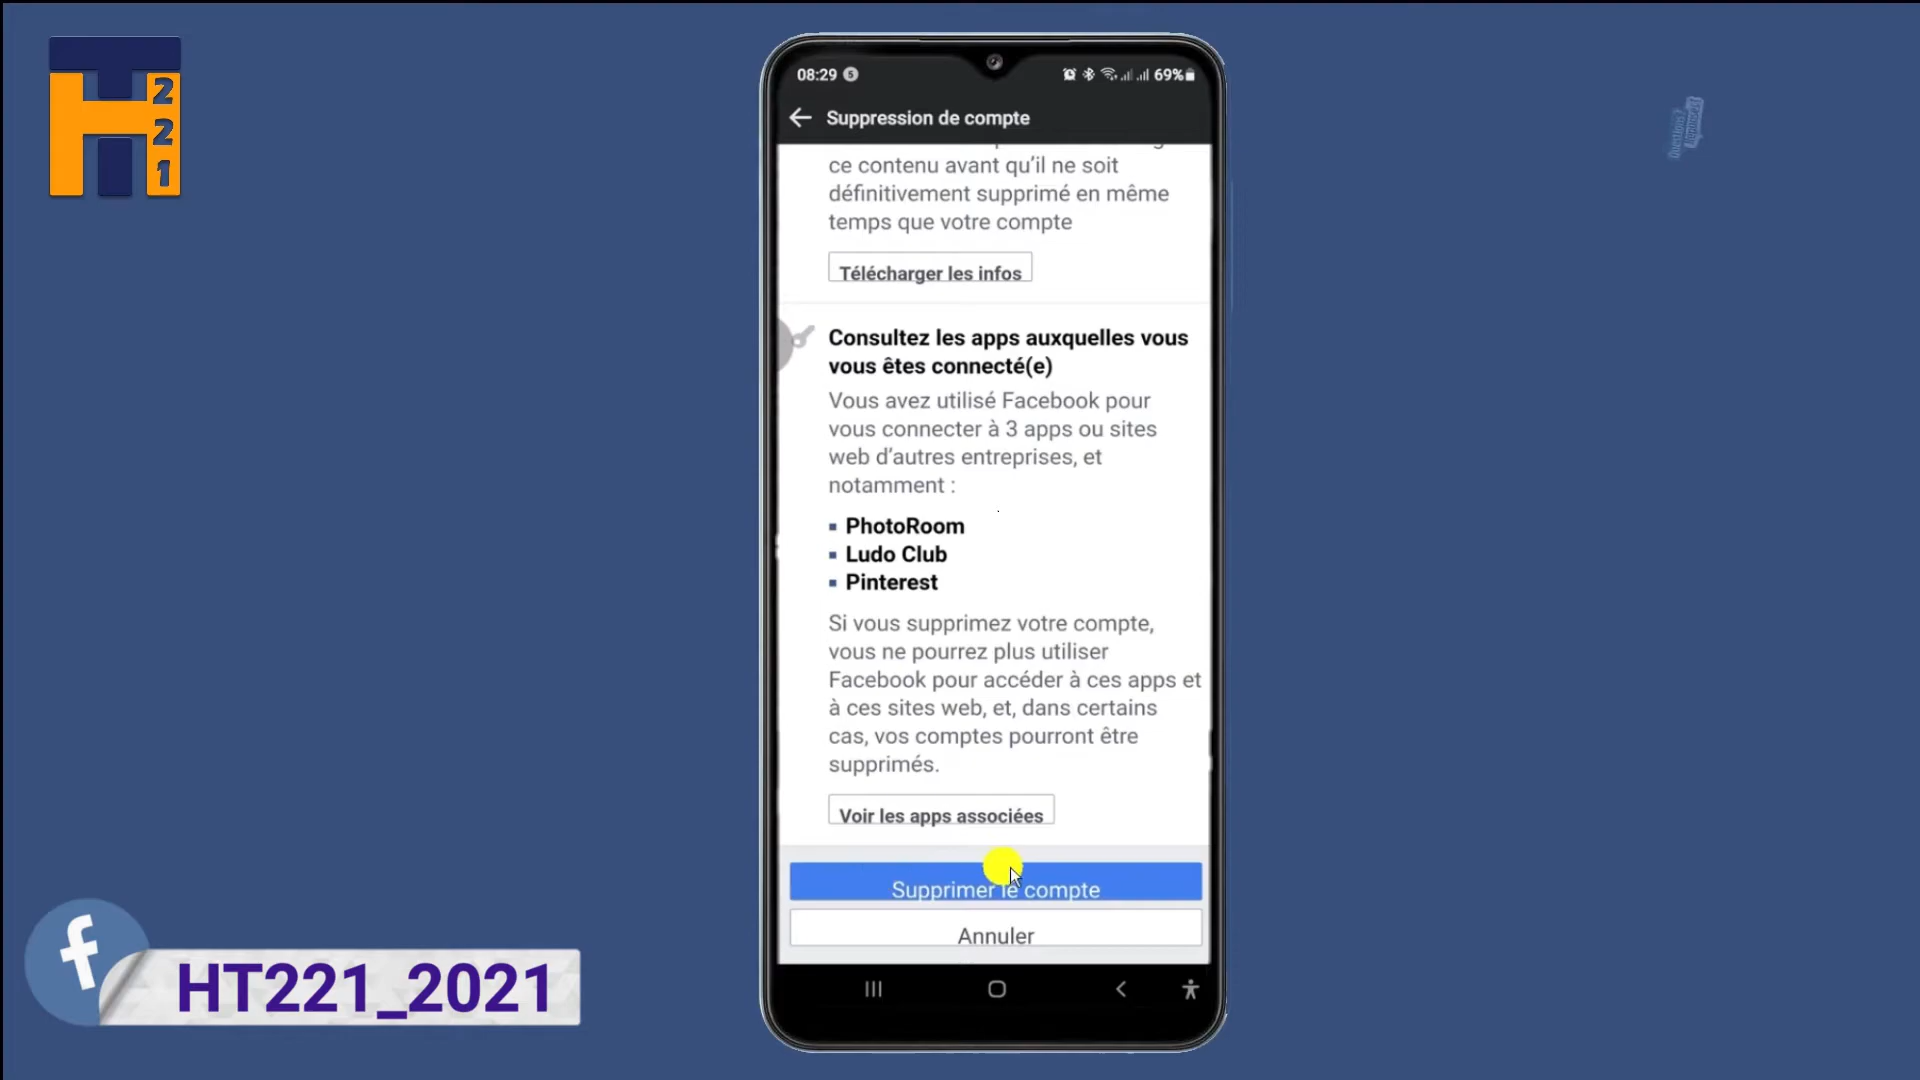 HT
2
2
1
08:29 5
69%
Suppression de compte
ce contenu avant qu’il ne soit
définitivement supprimé en même
temps que votre compte
Télécharger les infos
Consultez les apps auxquelles vous
vous êtes connecté(e)
Vous avez utilisé Facebook pour
vous connecter à 3 apps ou sites
web d’autres entreprises, et
notamment :
PhotoRoom
Ludo Club
Pinterest
Si vous supprimez votre compte,
vous ne pourrez plus utiliser
Facebook pour accéder à ces apps et
à ces sites web, et, dans certains
cas, vos comptes pourront être
supprimés.
Voir les apps associées
Supprimer le compte
Annuler
f
HT221_2021